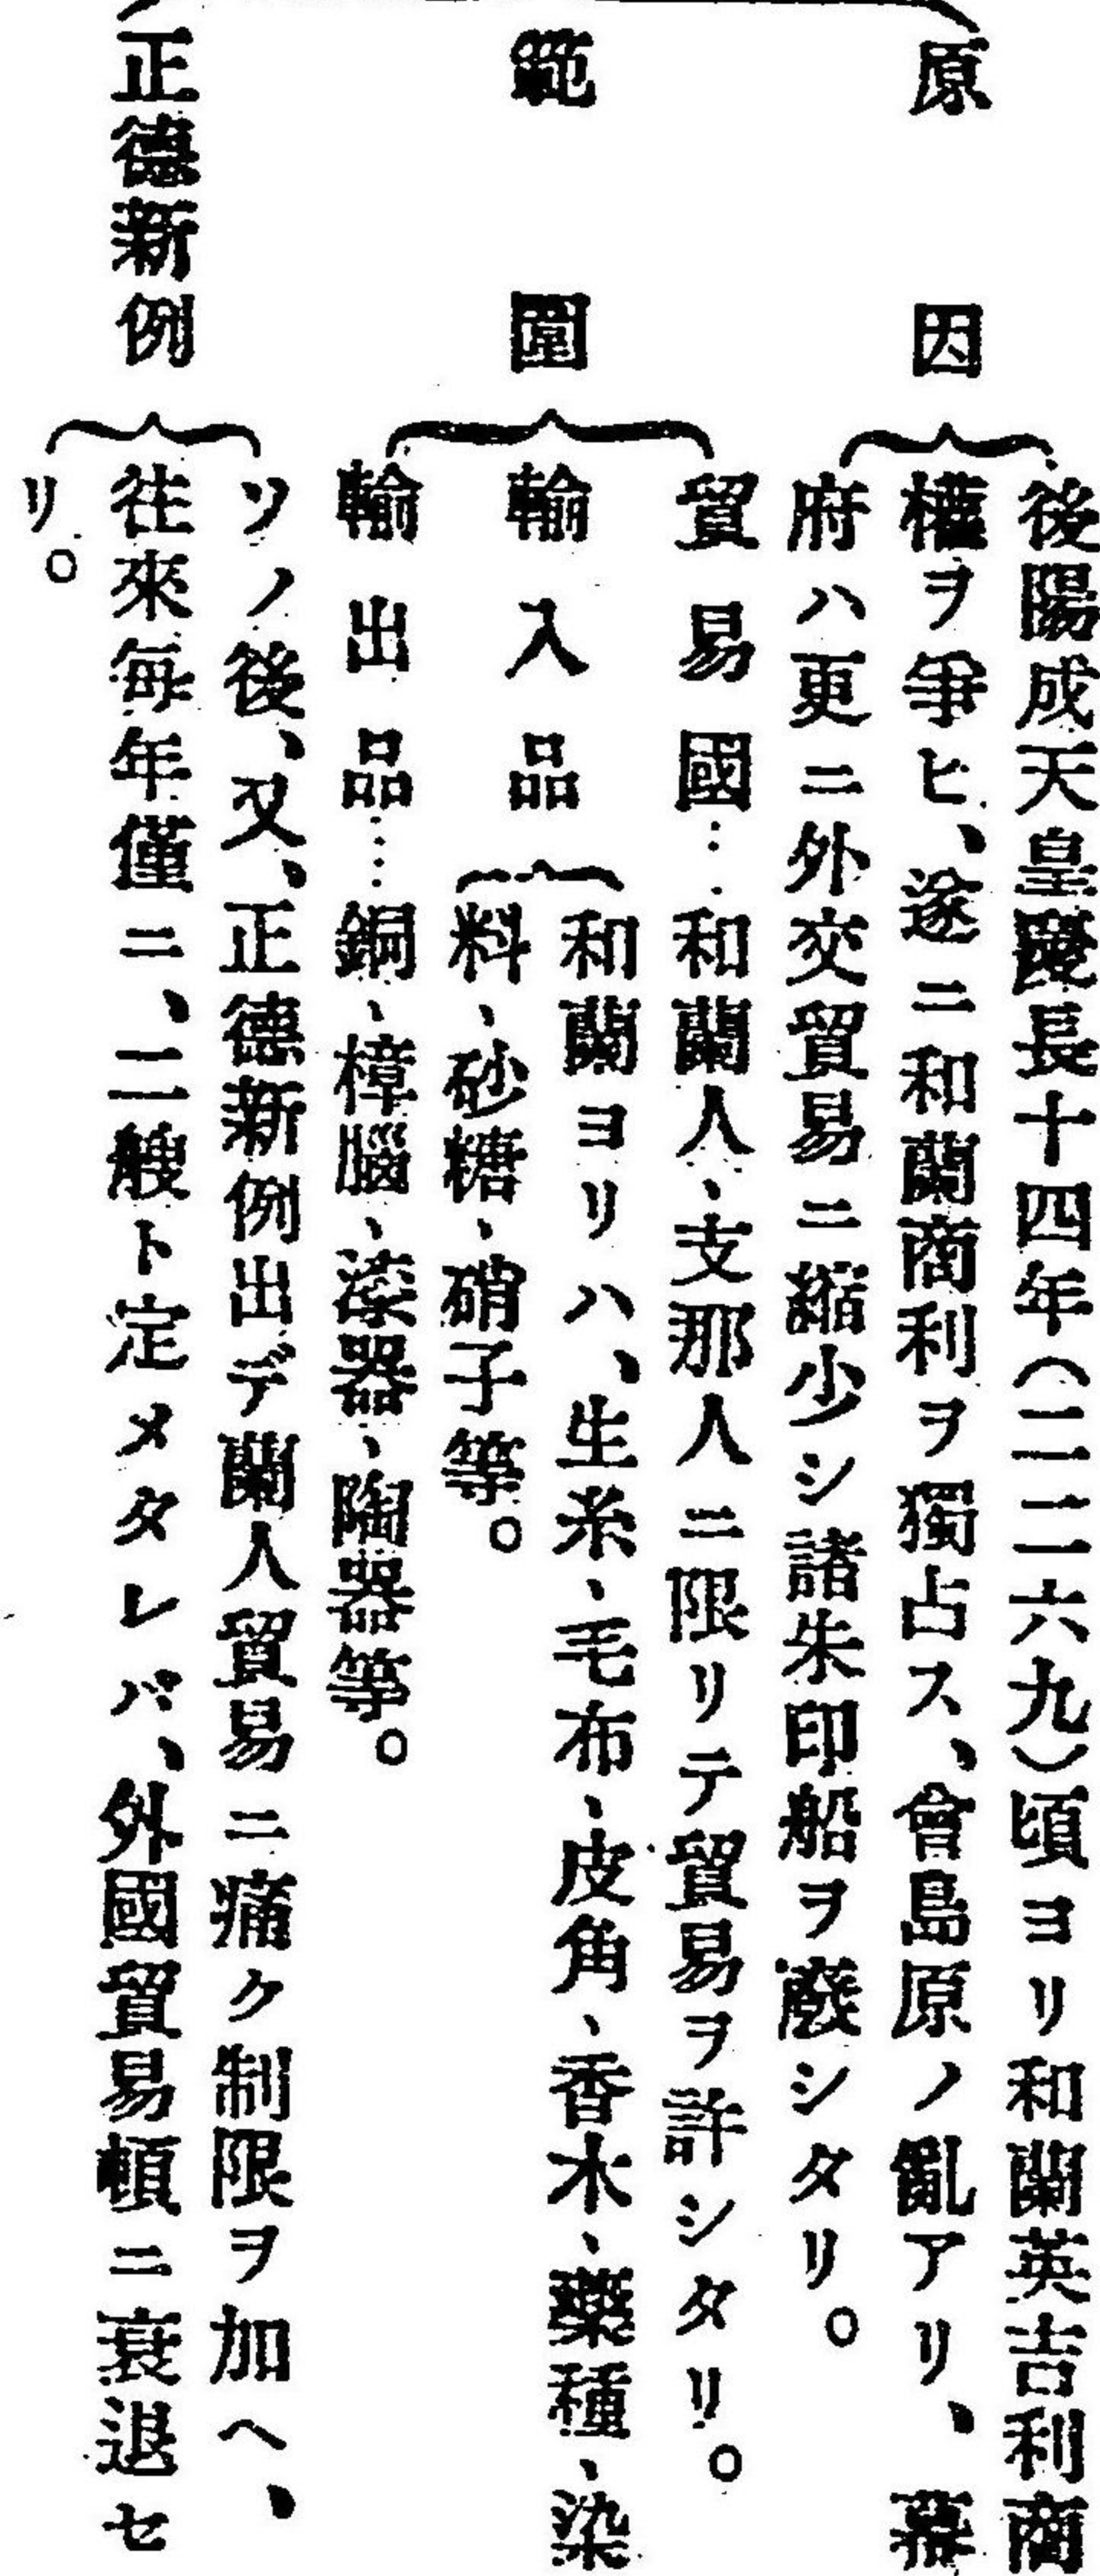 原因
後陽成天皇慶長十四年(二二六九)頃ヨリ和蘭英吉利商
權ヲ爭ヒ、遂ニ和蘭商利ヲ獨占ス、會島原ノ亂アリ、幕
府ハ更ニ外交貿易ニ縮少シ諸朱印船ヲ廢シタリ。
範圍
貿易國…和蘭人、支那人ニ限リテ貿易ヲ許シタリ。
輸入品
和蘭ヨリハ、生糸、毛布、皮角、香木、藥種、染
料、砂糖、硝子等。
輸出品……銅、樟腦、漆器、陶器等。
正德新例
ソノ後、又、正德新例出デ蘭人貿易ニ痛ク制限ヲ加ヘ、
往來每年僅ニ、二艘ト定メタレバ、外國貿易頓ニ衰退セ
リ。